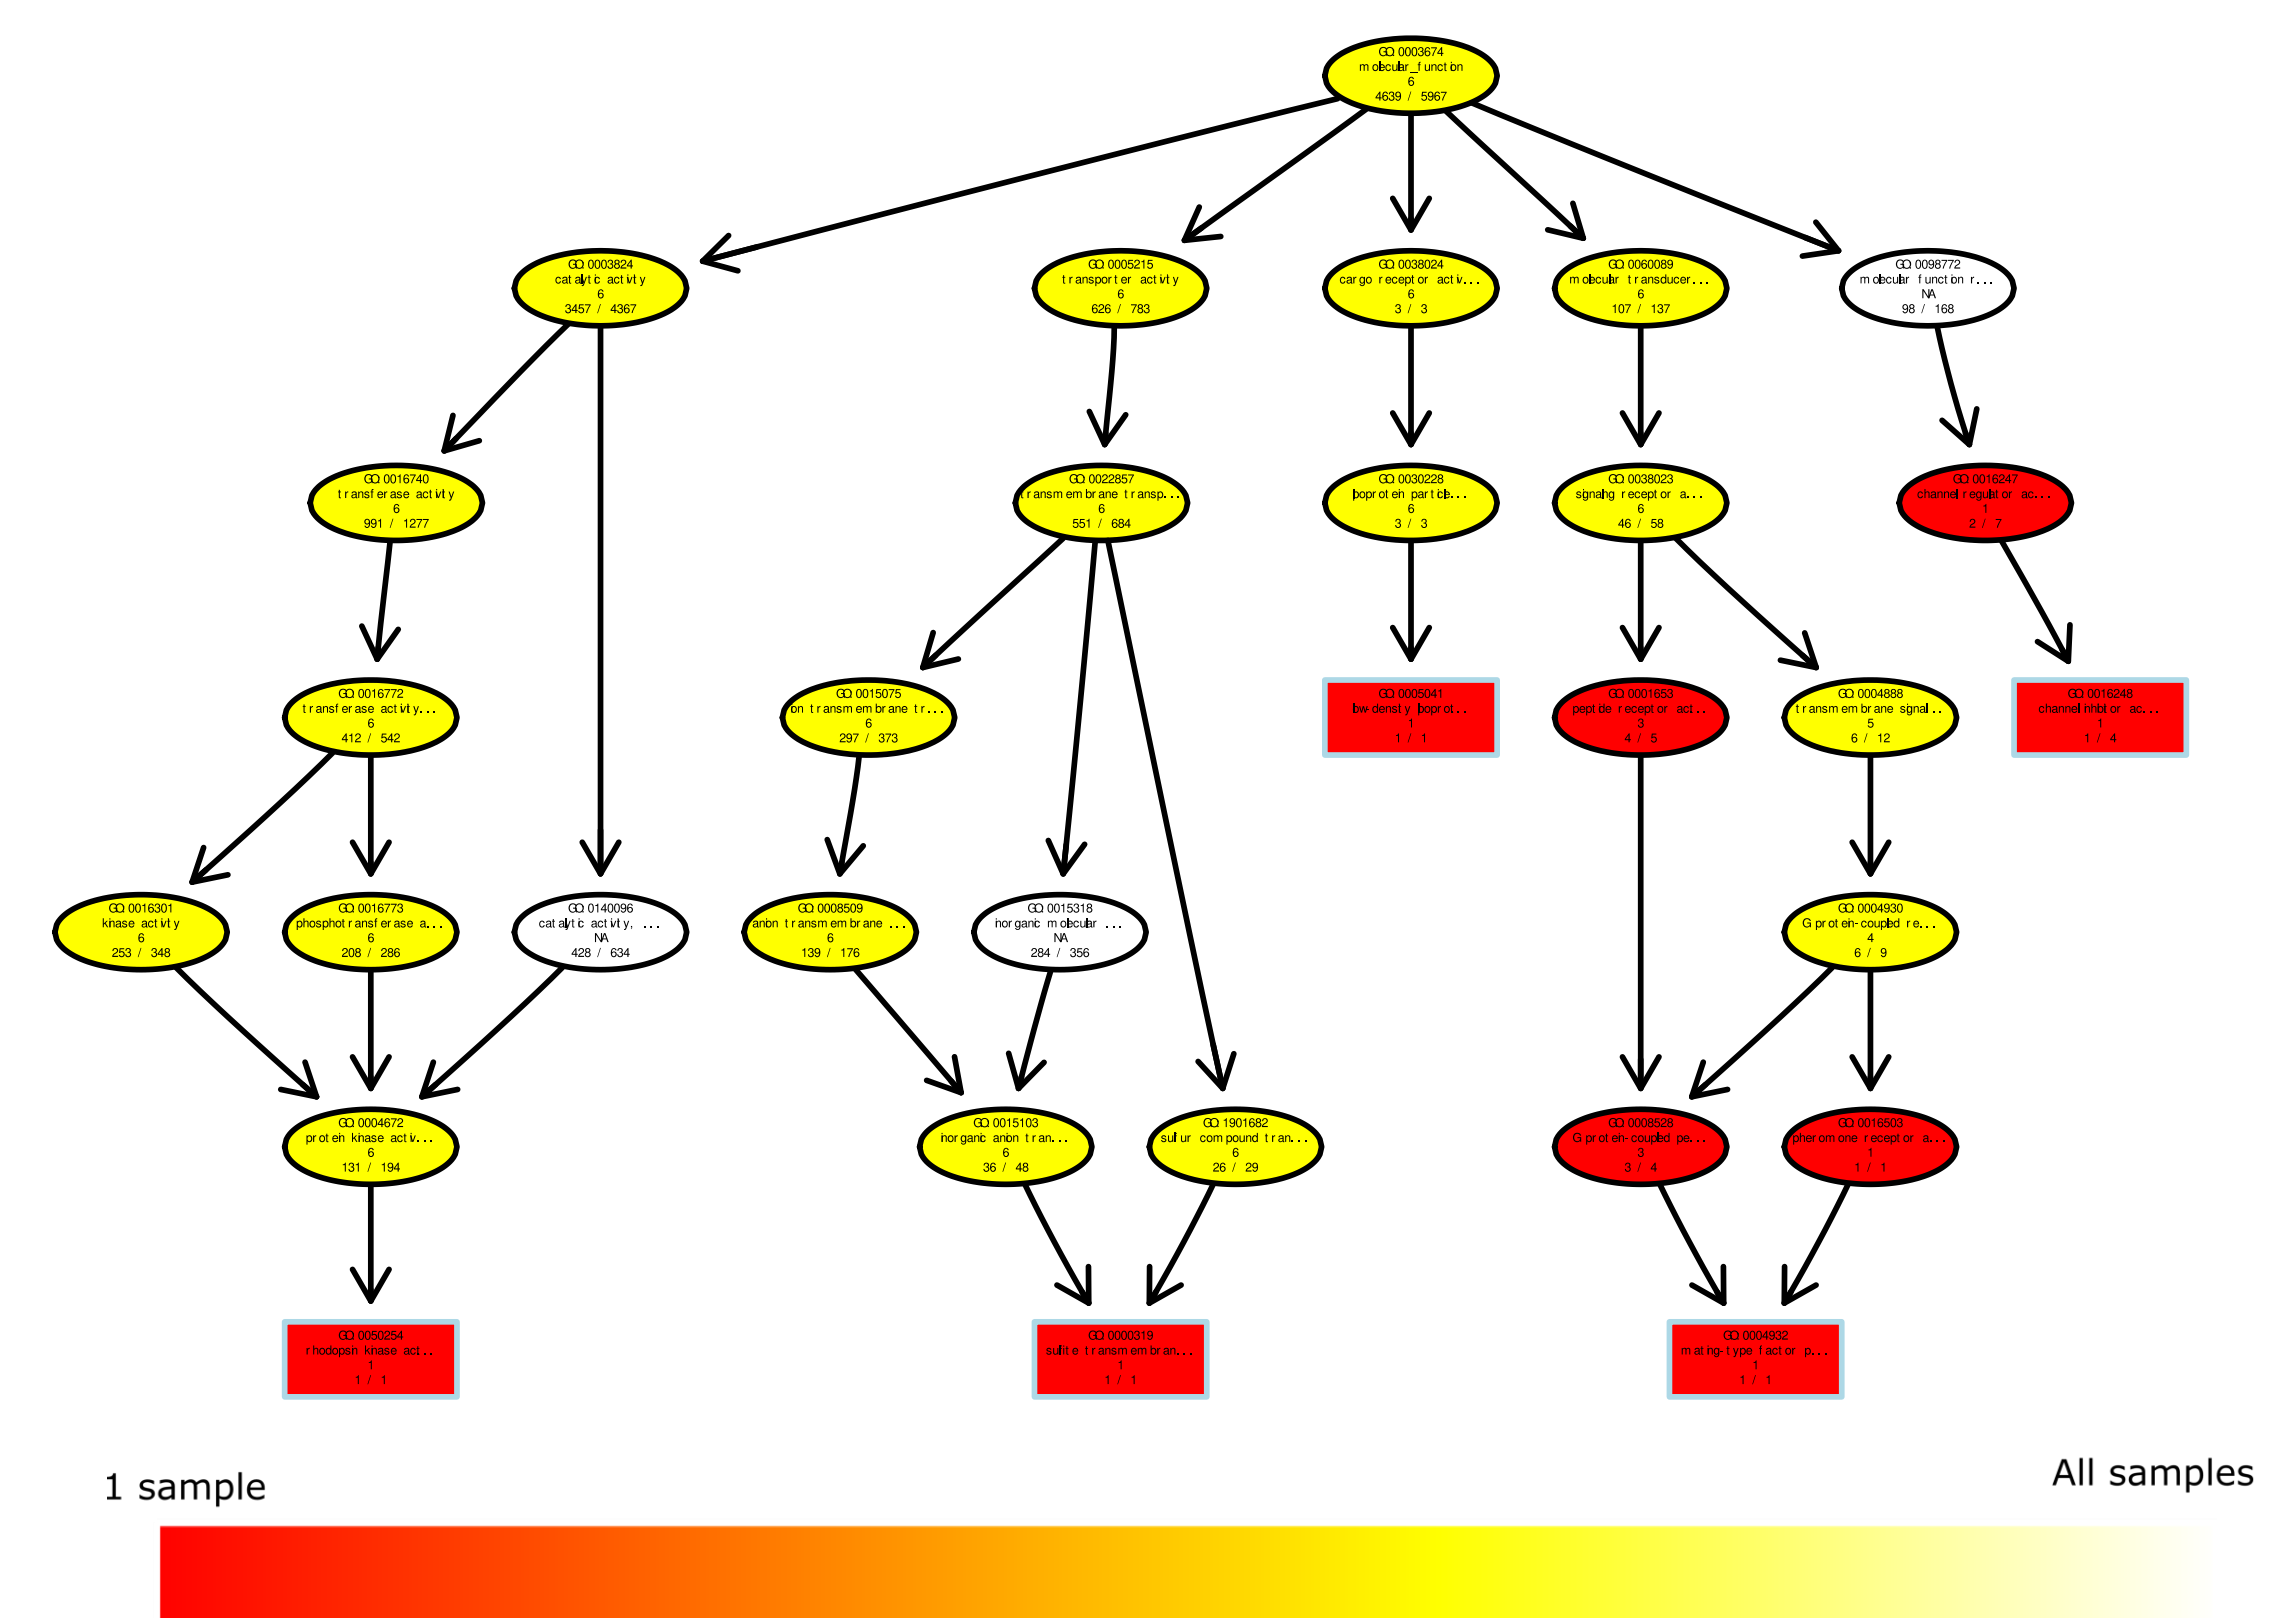 GO:0003674
molecular_function
6
4639 / 5967
GO:0003824
catalytic activity
6
3457 / 4367
GO:0005215
transporter activity
6
626 / 783
GO:0038024
cargo receptor activ...
6
3 / 3
GO:0060089
molecular transducer...
6
107 / 137
GO:0098772
molecular function r...
NA
98 / 168
GO:0016740
transferase activity
6
991 / 1277
GO:0022857
transmembrane transp...
6
551 / 684
GO:0030228
lipoprotein particle...
6
3 / 3
GO:0038023
signaling receptor a...
6
46 / 58
GO:0016247
channel regulator ac...
1
2 / 7
GO:0016772
transferase activity...
6
412 / 542
GO:0015075
ion transmembrane tr...
6
297 / 373
GO:0005041
low-density lipoprot...
1
1 / 1
GO:0001653
peptide receptor act...
3
4 / 5
GO:0004888
transmembrane signal...
5
6 / 12
GO:0016248
channel inhibitor ac...
1
1 / 4
GO:0016301
kinase activity
6
253 / 348
GO:0016773
phosphotransferase a...
6
208 / 286
GO:0140096
catalytic activity, ...
NA
428 / 634
GO:0008509
anion transmembrane ...
6
139 / 176
GO:0015318
inorganic molecular ...
NA
284 / 356
GO:0004930
G protein-coupled re...
4
6 / 9
GO:0004672
protein kinase activ...
6
131 / 194
GO:0015103
inorganic anion tran...
6
36 / 48
GO:1901682
sulfur compound tran...
6
26 / 29
GO:0008528
G protein-coupled pe...
3
3 / 4
GO:0016503
pheromone receptor a...
1
1 / 1
GO:0050254
rhodopsin kinase act...
1
1 / 1
GO:0000319
sulfite transmembran...
1
1 / 1
GO:0004932
mating-type factor p...
1
1 / 1
1 sample
All samples